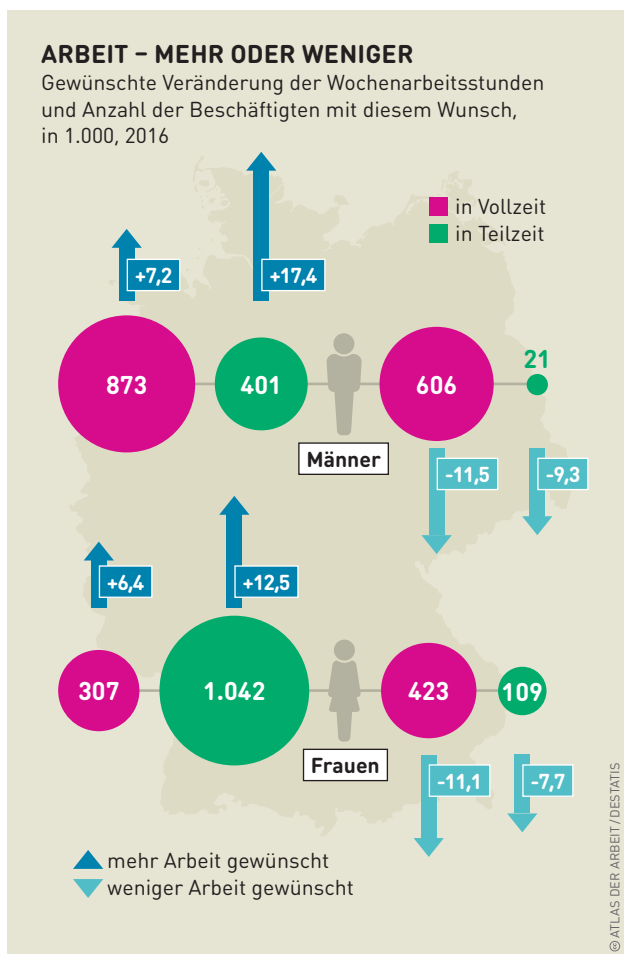 ARBEIT – MEHR ODER WENIGER
Gewünschte Veränderung der Wochenarbeitsstunden
und Anzahl der Beschäftigten mit diesem Wunsch,
in 1.000, 2016
in Vollzeit
in Teilzeit
+7,2
+17,4
873
401
606
21
Männer
-11,5
-9,3
+6,4
+12,5
307
1.042
423
109
Frauen
-11,1
-7,7
mehr Arbeit gewünscht
weniger Arbeit gewünscht
© ATLAS DER ARBEIT / DESTATIS